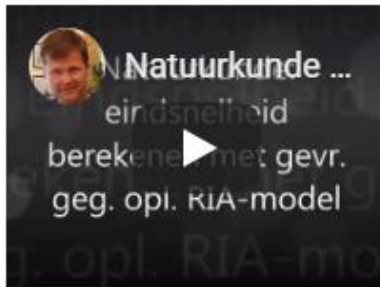 Natuurkunde ...
eindsnelheid
berekenen met gevr.
geg. opl. RIA-model